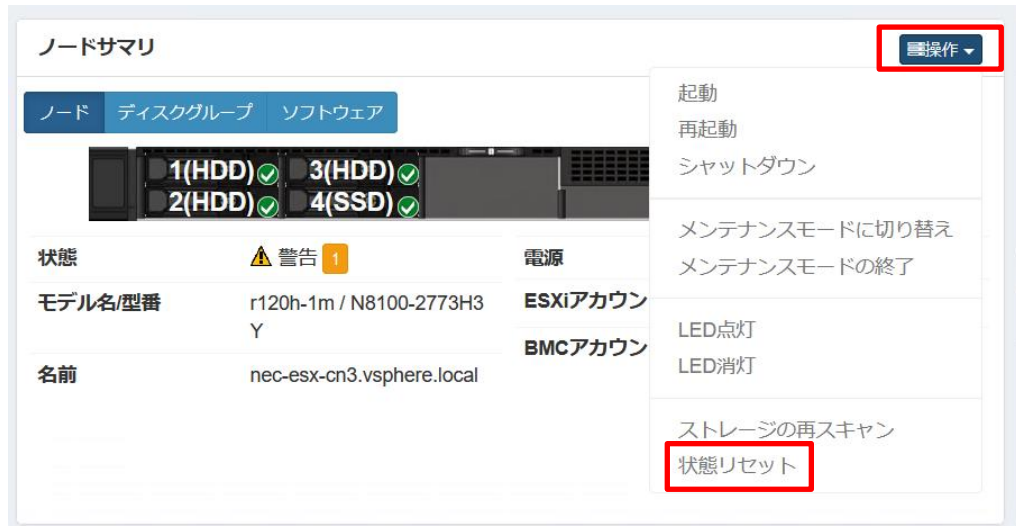 ノードサマリ
操作
ノード ディスクグループ ソフトウェア
1(HDD) 3(HDD)
2(HDD) 4(SSD)
状態 警告 1
電源
モデル名/型番 r120h-1m / N8100-2773H3
Y
ESXiアカウン
BMCアカウン
名前 nec-esx-cn3.vsphere.local
起動
再起動
シャットダウン
メンテナンスモードに切り替え
メンテナンスモードの終了
LED点灯
LED消灯
ストレージの再スキャン
状態リセット